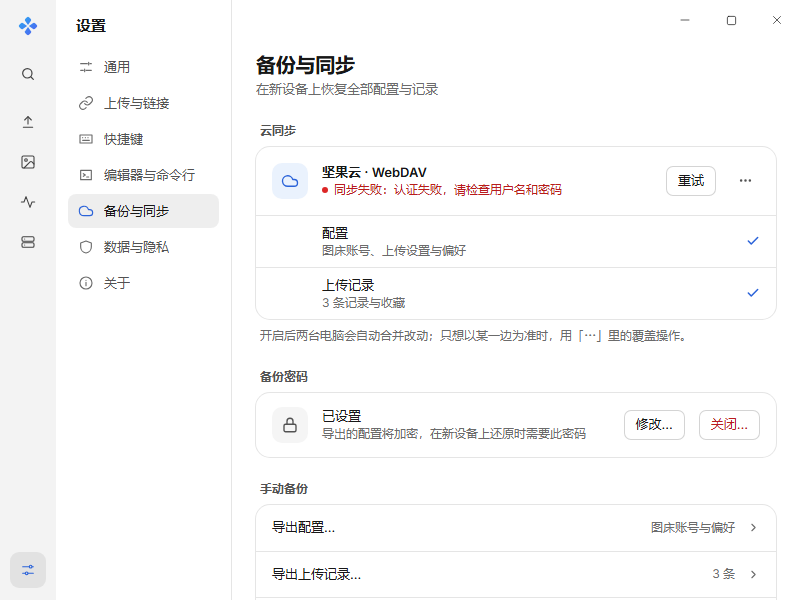 设置
通用
上传与链接
快捷键
编辑器与命令行
备份与同步
数据与隐私
关于
备份与同步
在新设备上恢复全部配置与记录
云同步
坚果云 · WebDAV
同步失败：认证失败，请检查用户名和密码
重试
配置
图床账号、上传设置与偏好
上传记录
3 条记录与收藏
开启后两台电脑会自动合并改动；只想以某一边为准时，用「…」里的覆盖操作。
备份密码
已设置
导出的配置将加密，在新设备上还原时需要此密码
修改...
关闭...
手动备份
导出配置...
图床账号与偏好
导出上传记录...
3 条